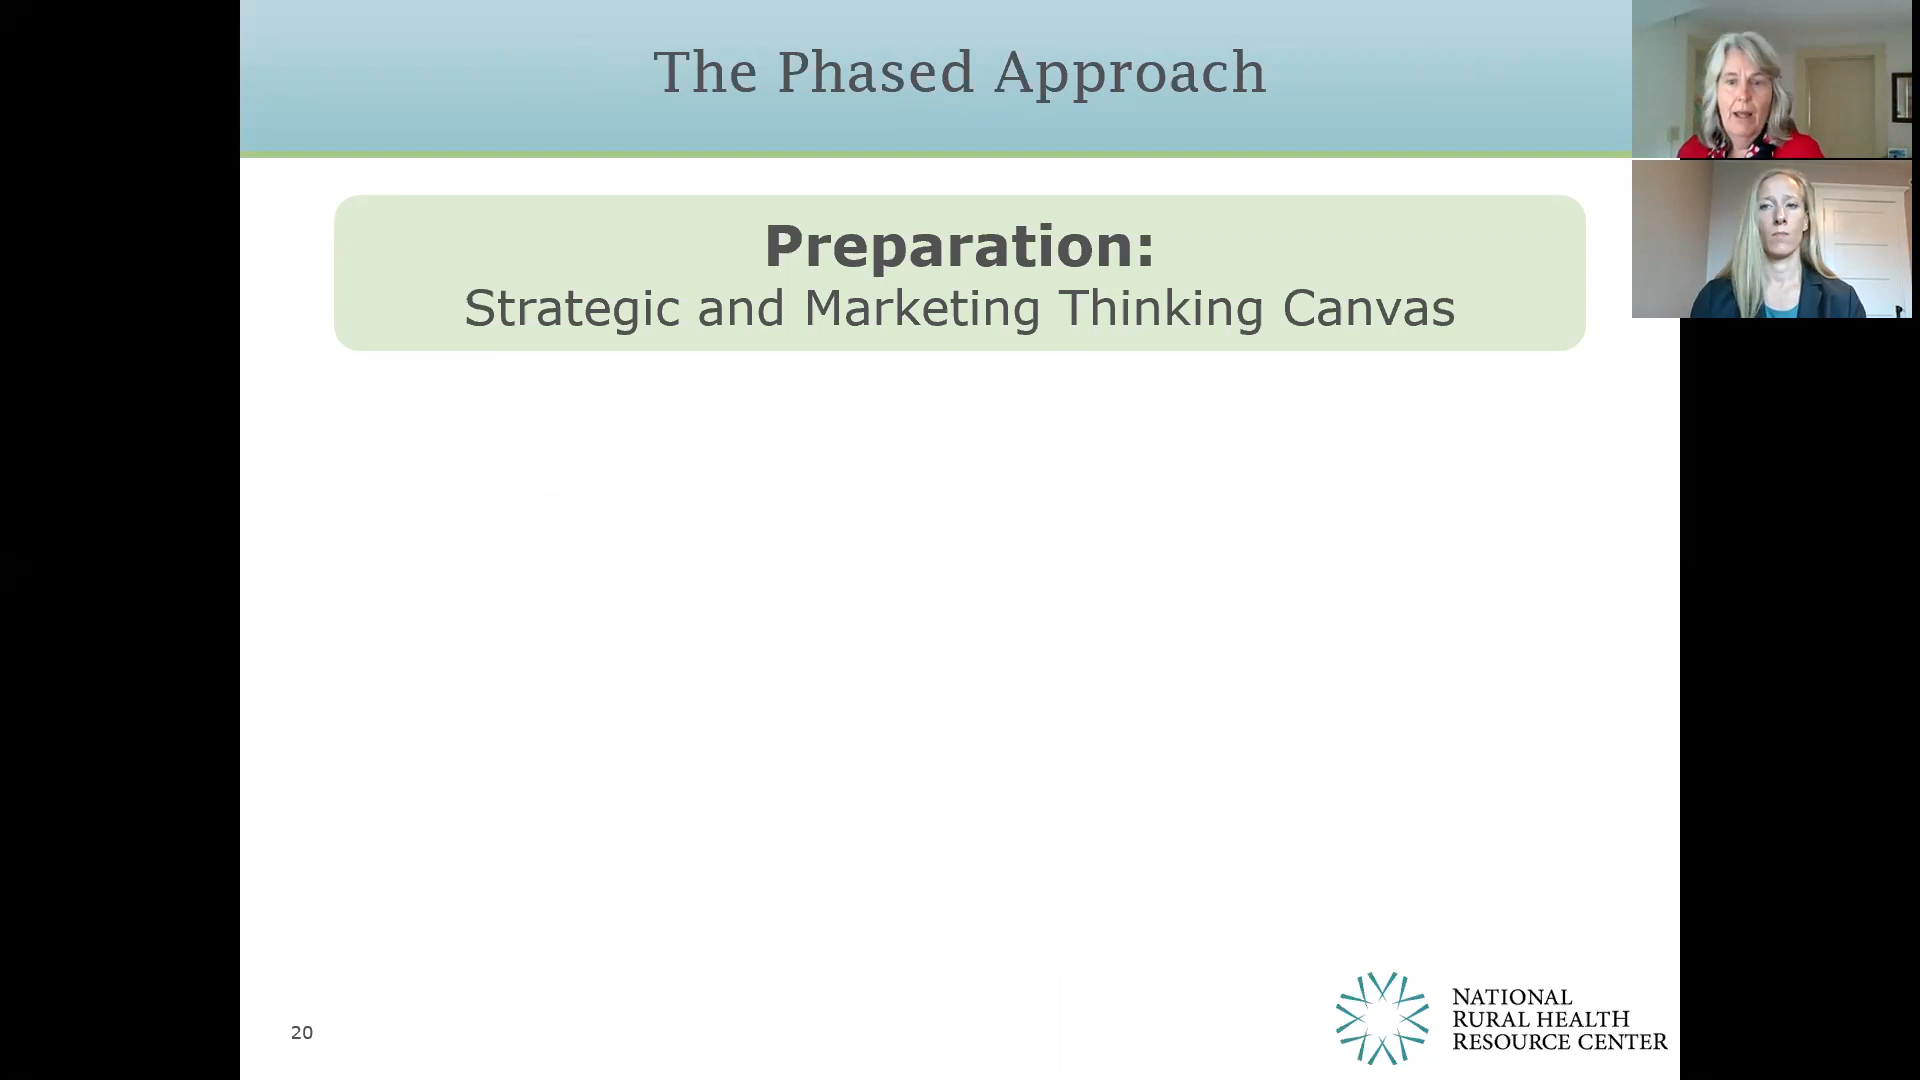 The Phased Approach
Preparation:
Strategic and Marketing Thinking Canvas
20
NATIONAL
RURAL HEALTH
RESOURCE CENTER